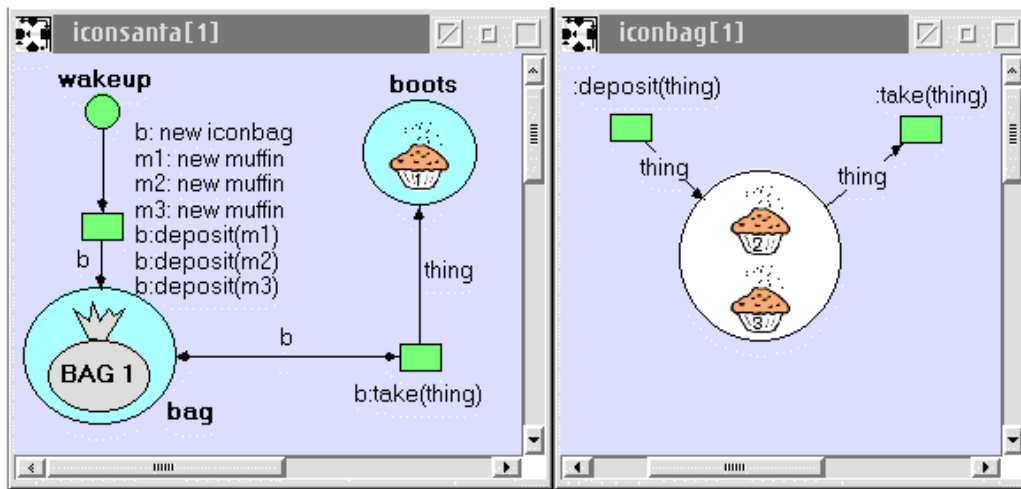 iconsanta[1]
wakeup
boots
b: new iconbag
m1: new muffin
m2: new muffin
m3: new muffin
b:deposit(m1)
b:deposit(m2)
b:deposit(m3)
b
1
thing
b
BAG 1
bag
b:take(thing)
iconbag[1]
:deposit(thing)
:take(thing)
thing
thing
2
3